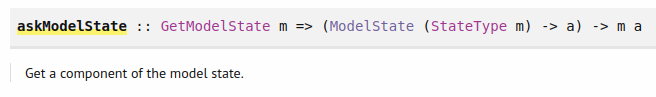 askModelState :: GetModelState m => (ModelState (StateType m) -> a) -> m a
Get a component of the model state.